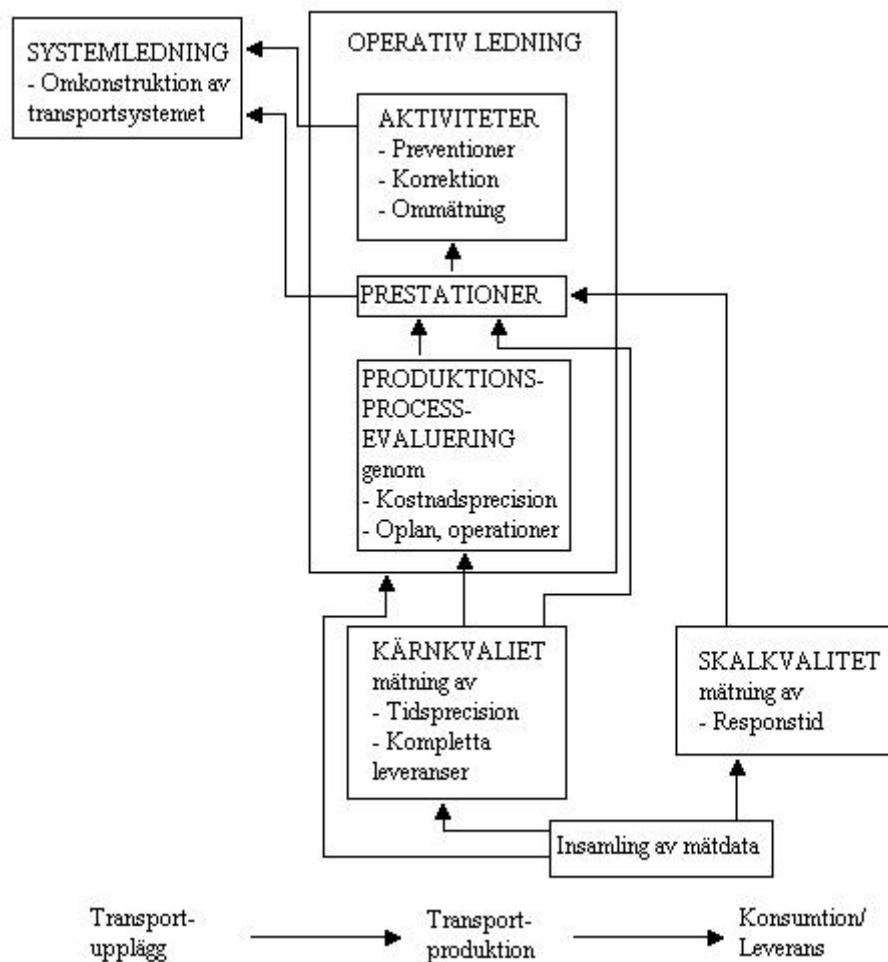 SYSTEMLEDNING
- Omkonstruktion av
transportsystemet
OPERATIV LEDNING
AKTIVITETER
- Preventioner
- Korrektion
- Ommätning
PRESTATIONER
PRODUKTIONS-
PROCESS-
EVALUERING
genom
- Kostnadsprecision
- Oplan, operationer
KÄRNKVALIET
mätning av
- Tidsprecision
- Kompletta
leveranser
SKALKVALITET
mätning av
- Responstid
Insamling av mätdata
Transport-
upplägg
Transport-
produktion
Konsumtion/
Leverans